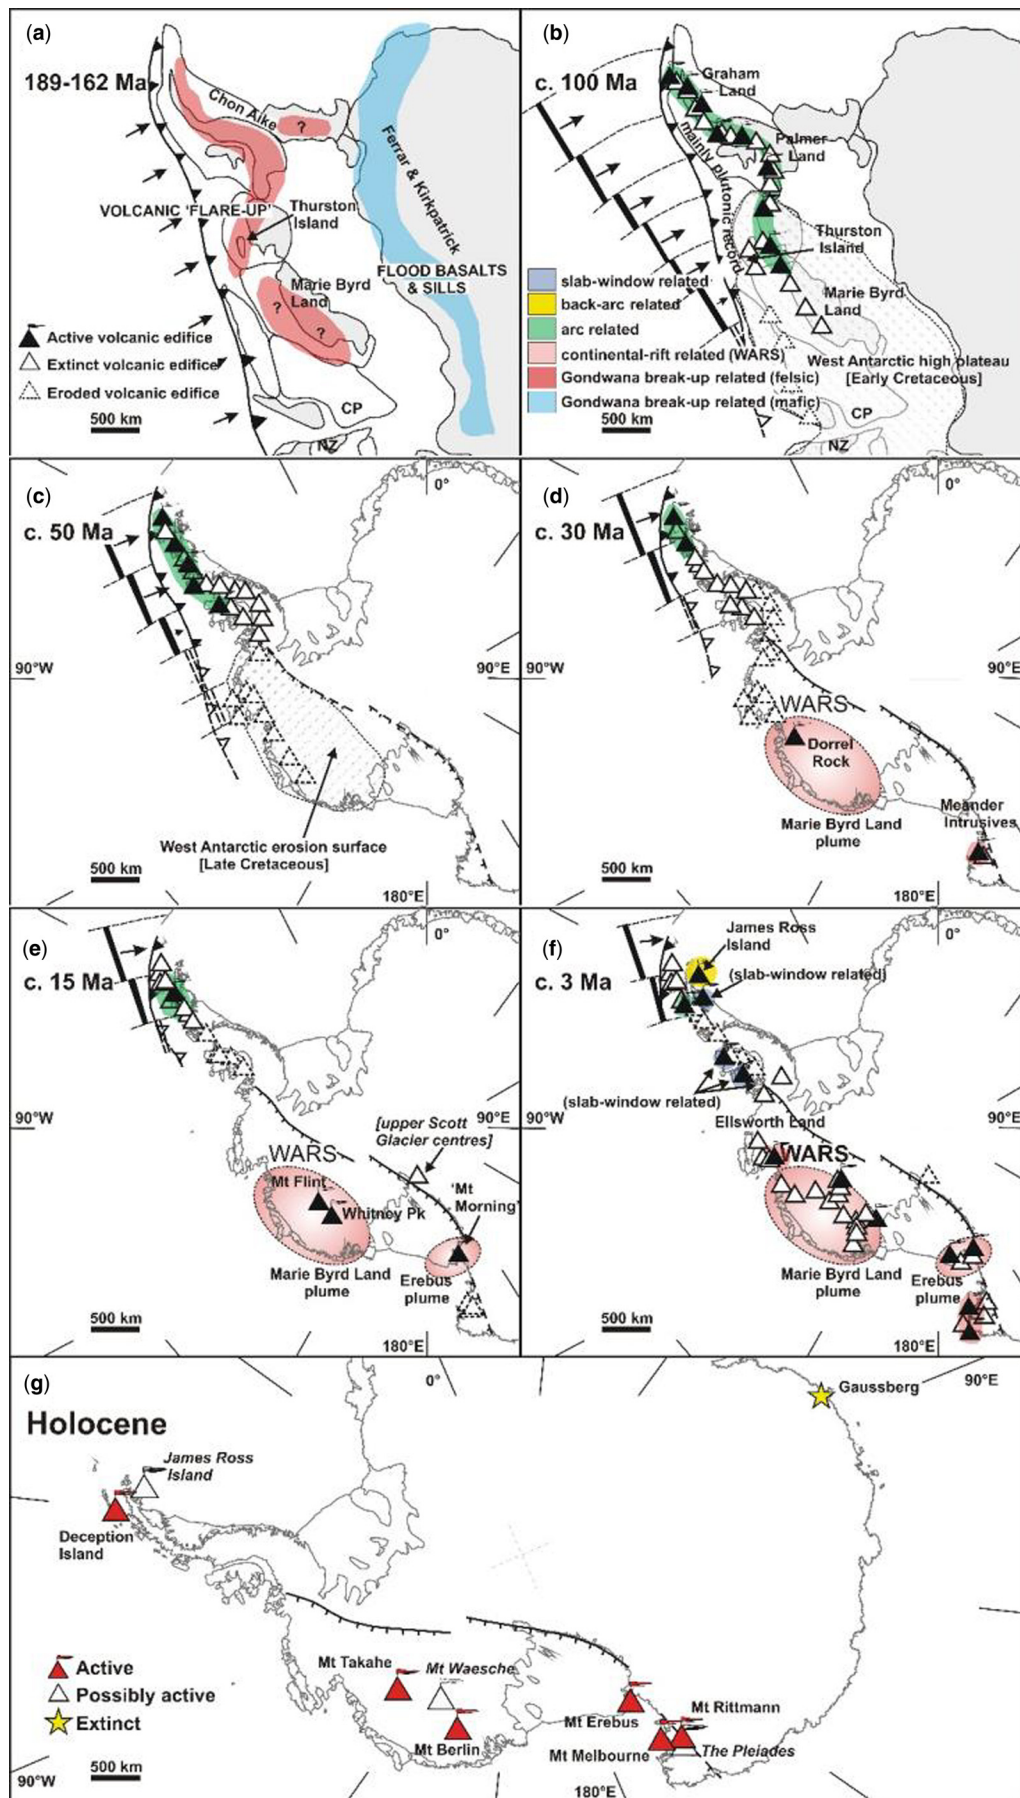 (a)
189-162 Ma
Chon Aike
?
Ferrar & Kirkpatrick
VOLCANIC 'FLARE-UP'
Thurston
Island
FLOOD BASALTS
& SILLS
Marie Byrd
Land
?
?
Active volcanic edifice
Extinct volcanic edifice
Eroded volcanic edifice
500 km
CP
NZ
(b)
c. 100 Ma
Graham
Land
Palmer
Land
mainly plutonic record
Thurston
Island
slab-window related
back-arc related
arc related
continental-rift related (WARS)
Gondwana break-up related (felsic)
Gondwana break-up related (mafic)
Marie Byrd
Land
West Antarctic high plateau
[Early Cretaceous]
500 km
CP
NZ
(c)
0°
c. 50 Ma
90°W
90°E
West Antarctic erosion surface
[Late Cretaceous]
500 km
180°E
(d)
0°
c. 30 Ma
90°E
WARS
Dorrel
Rock
Meander
Intrusives
Marie Byrd Land
plume
500 km
180°E
(e)
0°
c. 15 Ma
90°W
90°E
[upper Scott
Glacier centres]
WARS
Mt Flint
Whitney Pk
'Mt
Morning'
Marie Byrd Land
plume
Erebus
plume
500 km
180°E
(f)
James Ross
Island
0°
c. 3 Ma
(slab-window related)
(slab-window related)
Ellsworth Land
90°E
WARS
Marie Byrd Land
plume
Erebus
plume
500 km
180°E
(g)
0°
Gaussberg
90°E
Holocene
James Ross
Island
Deception
Island
Active
Possibly active
Extinct
Mt Takahe
Mt Waesche
Mt Berlin
Mt Erebus
Mt Rittmann
Mt Melbourne
The Pleiades
500 km
90°W
180°E